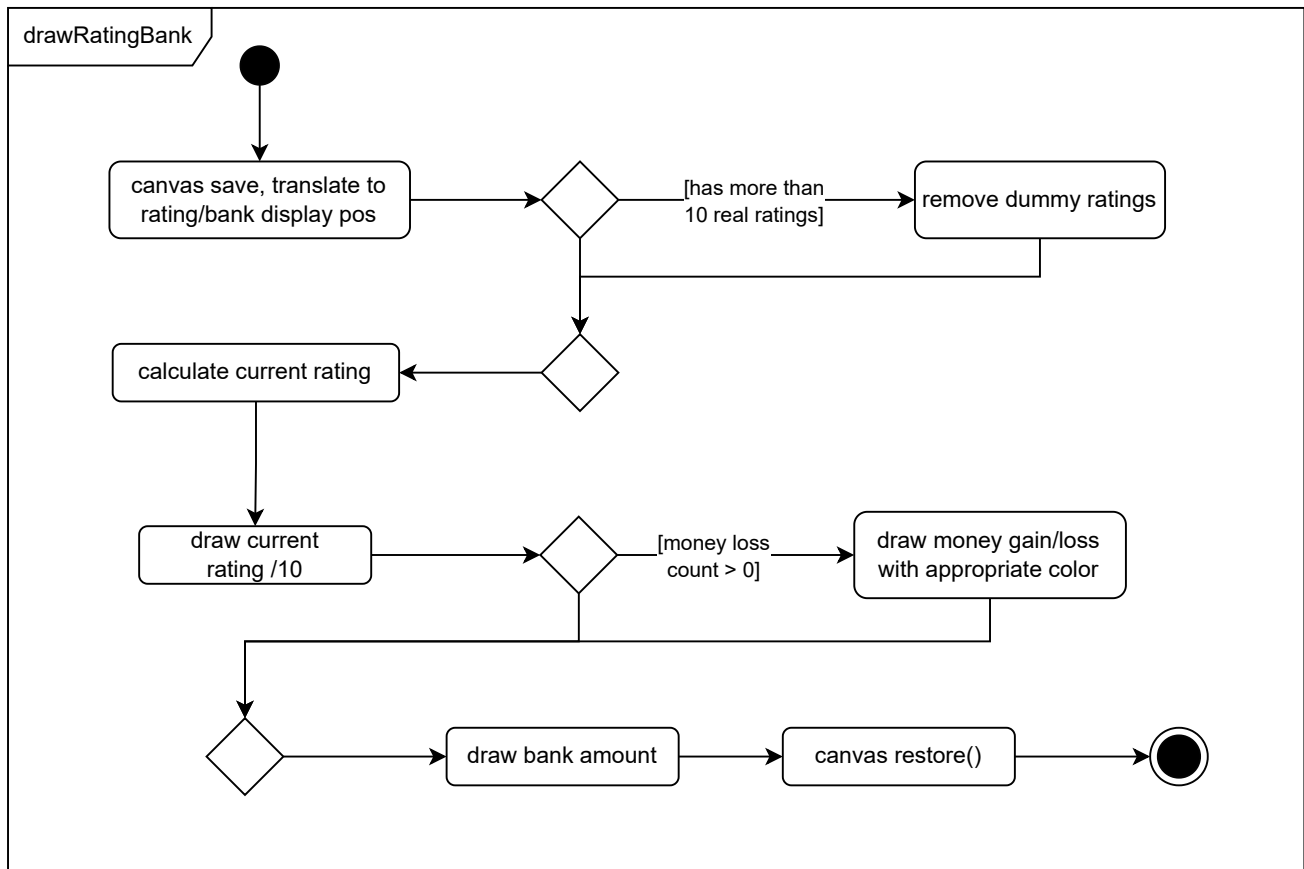 drawRatingBank
canvas save, translate to
rating/bank display pos
[has more than
10 real ratings]
remove dummy ratings
calculate current rating
draw current
rating /10
[money loss
count > 0]
draw money gain/loss
with appropriate color
draw bank amount
canvas restore()